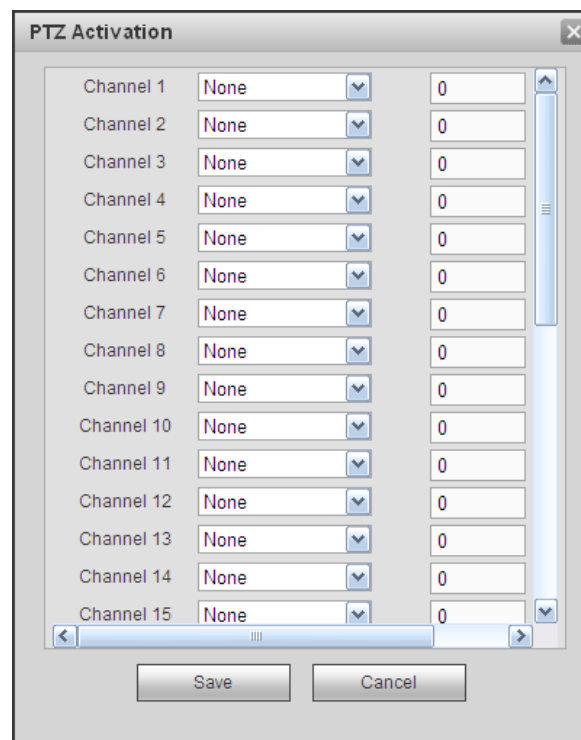 PTZ Activation
Channel 1 None 0
Channel 2 None 0
Channel 3 None 0
Channel 4 None 0
Channel 5 None 0
Channel 6 None 0
Channel 7 None 0
Channel 8 None 0
Channel 9 None 0
Channel 10 None 0
Channel 11 None 0
Channel 12 None 0
Channel 13 None 0
Channel 14 None 0
Channel 15 None 0
Save Cancel